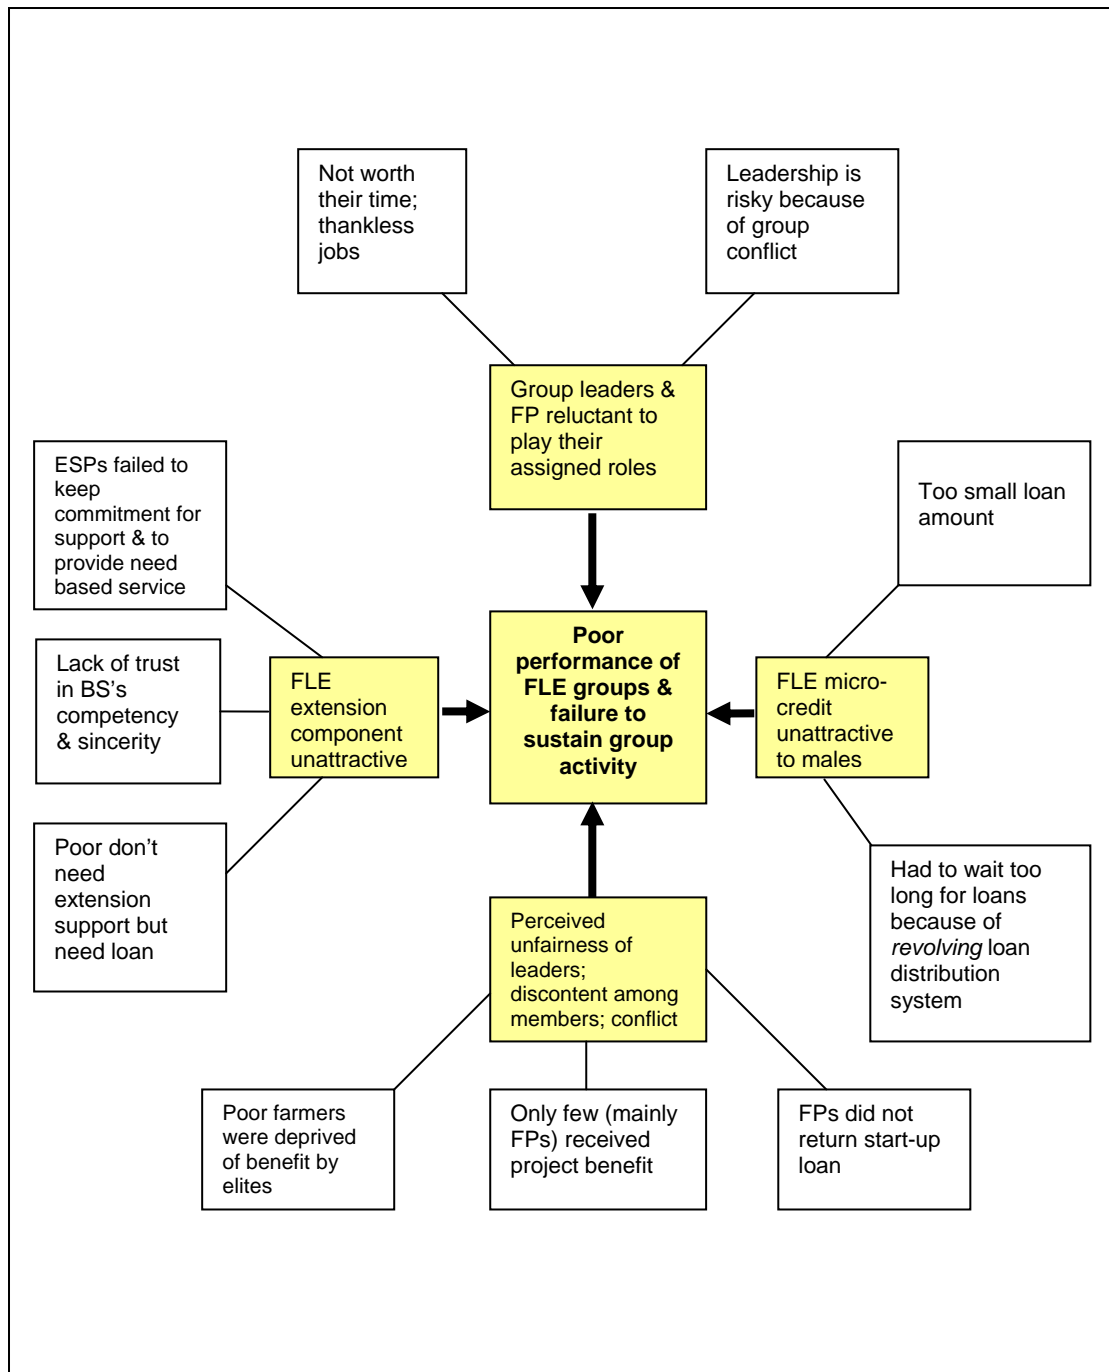 Not worth
their time;
thankless
jobs
Leadership is
risky because
of group
conflict
Group leaders &
FP reluctant to
play their
assigned roles
ESPs failed to
keep
commitment for
support & to
provide need
based service
Too small loan
amount
Lack of trust
in BS's
competency
& sincerity
FLE
extension
component
unattractive
Poor
performance of
FLE groups &
failure to
sustain group
activity
FLE micro-
credit
unattractive
to males
Poor don't
need
extension
support but
need loan
Had to wait too
long for loans
because of
revolving loan
distribution
system
Perceived
unfairness of
leaders;
discontent among
members; conflict
Poor farmers
were deprived
of benefit by
elites
Only few (mainly
FPs) received
project benefit
FPs did not
return start-up
loan